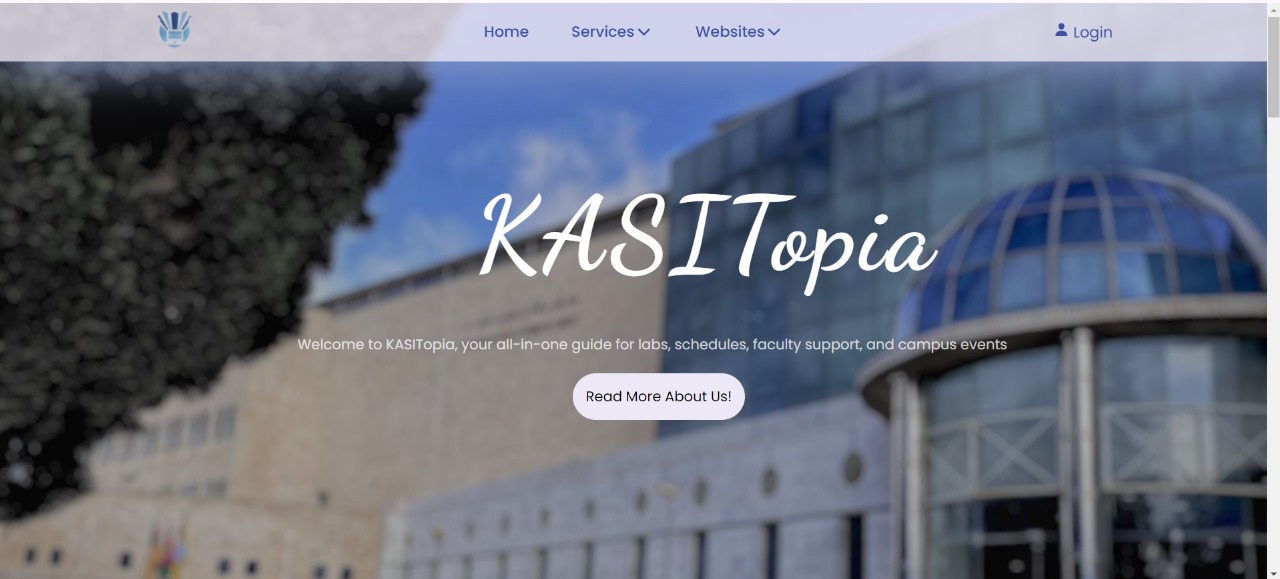 Home Services Websites Login
KASITopia
Welcome to KASITopia, your all-in-one guide for labs, schedules, faculty support, and campus events
Read More About Us!